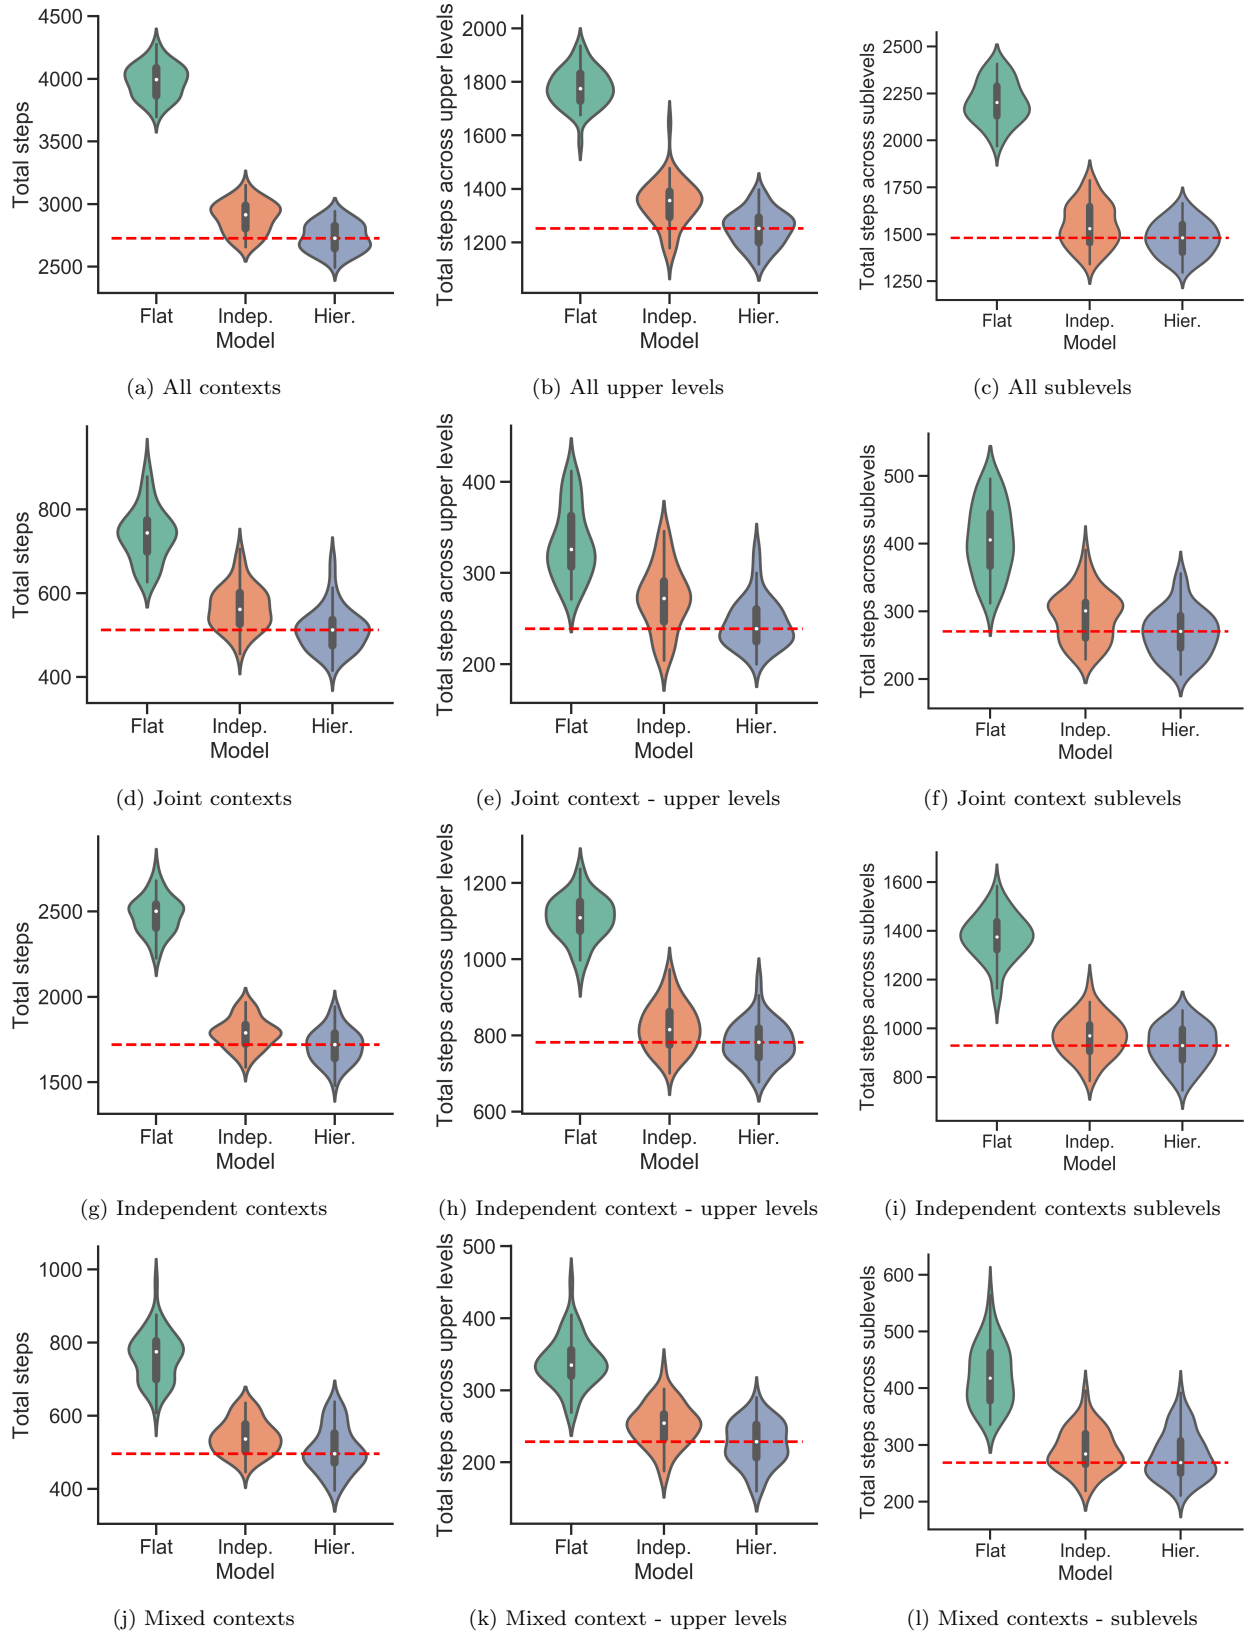 Total steps
4500
4000
3500
3000
2500
Flat
Indep.
Hier.
Model
(a) All contexts
Total steps across upper levels
2000
1800
1600
1400
1200
Flat
Indep.
Hier.
Model
(b) All upper levels
Total steps across sublevels
2500
2250
2000
1750
1500
1250
Flat
Indep.
Hier.
Model
(c) All sublevels
Total steps
800
600
400
Flat
Indep.
Hier.
Model
(d) Joint contexts
Total steps across upper levels
400
300
200
Flat
Indep.
Hier.
Model
(e) Joint context - upper levels
Total steps across sublevels
500
400
300
200
Flat
Indep.
Hier.
Model
(f) Joint context sublevels
Total steps
2500
2000
1500
Flat
Indep.
Hier.
Model
(g) Independent contexts
Total steps across upper levels
1200
1000
800
600
Flat
Indep.
Hier.
Model
(h) Independent context - upper levels
Total steps across sublevels
1600
1400
1200
1000
800
Flat
Indep.
Hier.
Model
(i) Independent contexts sublevels
Total steps
1000
800
600
400
Flat
Indep.
Hier.
Model
(j) Mixed contexts
Total steps across upper levels
500
400
300
200
Flat
Indep.
Hier.
Model
(k) Mixed context - upper levels
Total steps across sublevels
600
500
400
300
200
Flat
Indep.
Hier.
Model
(l) Mixed contexts - sublevels